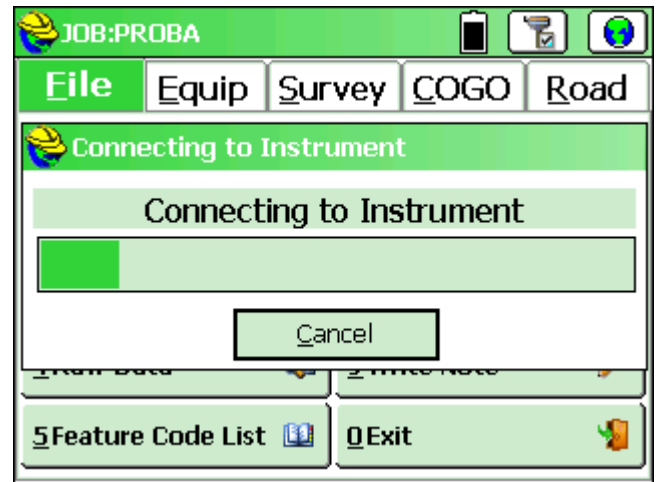 JOB:PROBA
File Equip Survey COGO Road
Connecting to Instrument
Connecting to Instrument
Cancel
5Feature Code List 0Exit